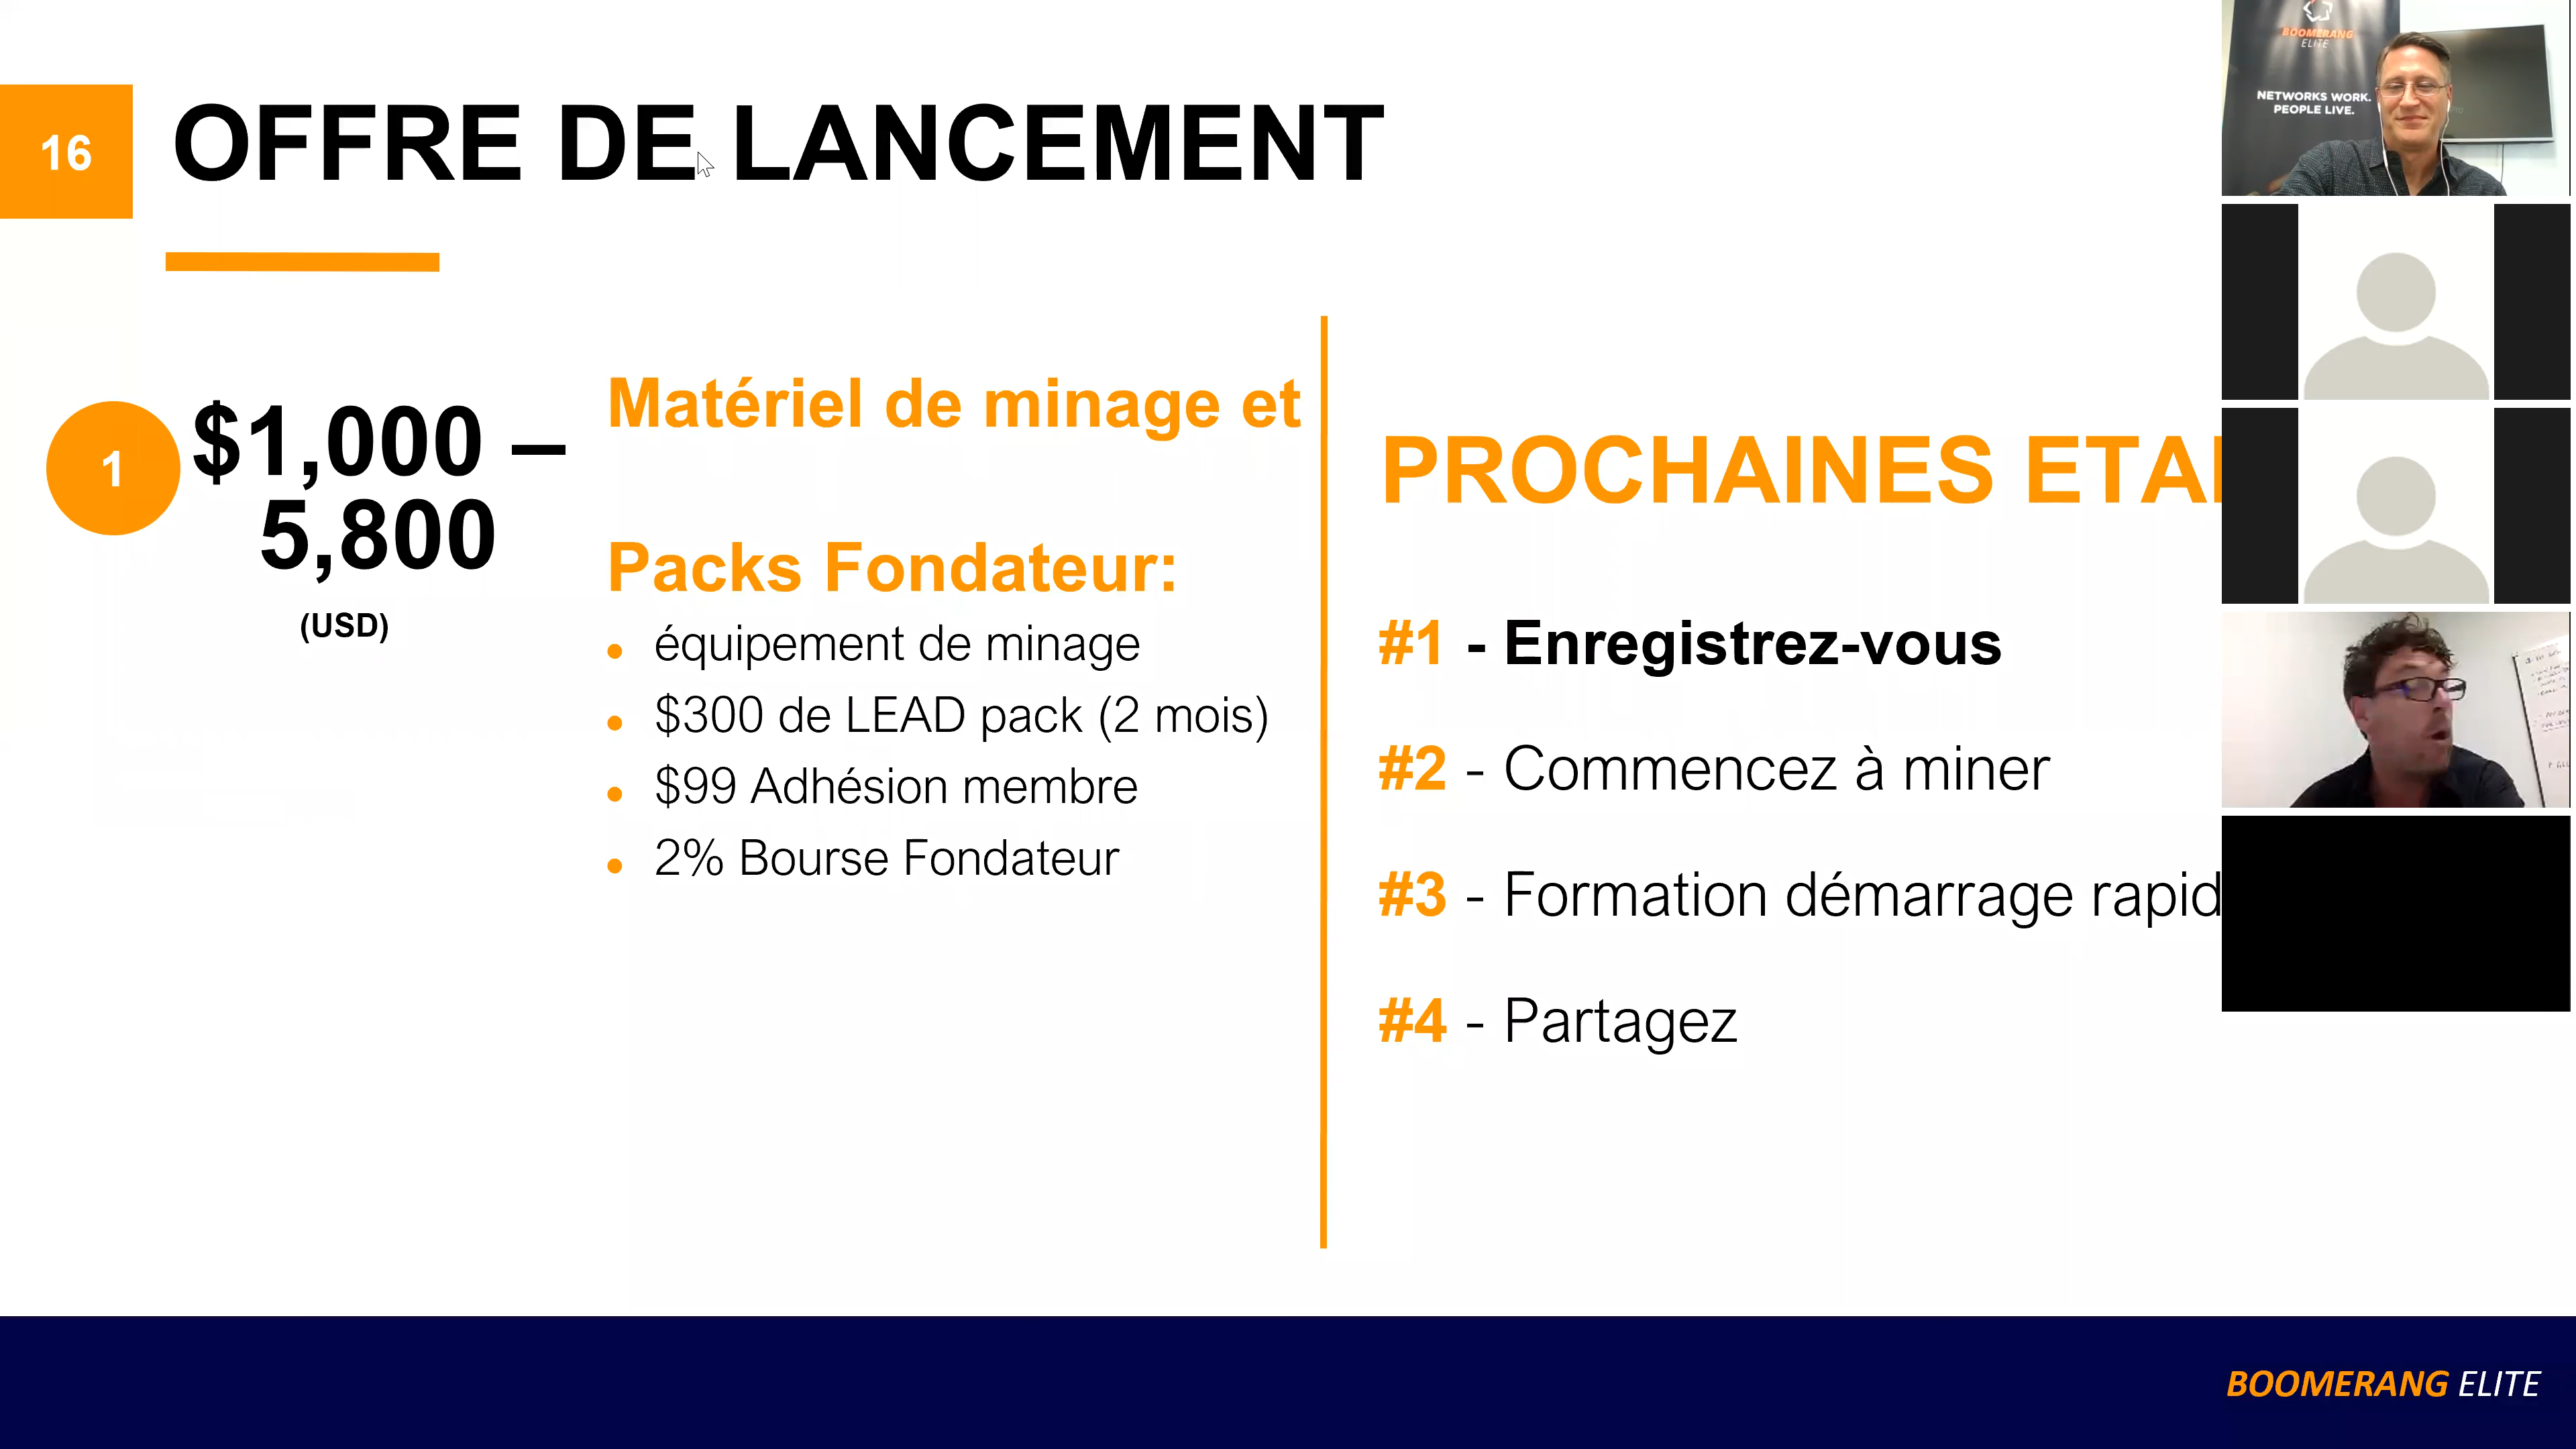 16
OFFRE DE LANCEMENT
1
$1,000 –
5,800
(USD)
Matériel de minage et
Packs Fondateur:
équipement de minage
$300 de LEAD pack (2 mois)
$99 Adhésion membre
2% Bourse Fondateur
PROCHAINES
#1 - Enregistrez-vous
#2 - Commencez à miner
#3 - Formation démarrage rapid
#4 - Partagez
BOOMERANG
ELITE
NETWORKS WORK.
PEOPLE LIVE.
BOOMERANG ELITE